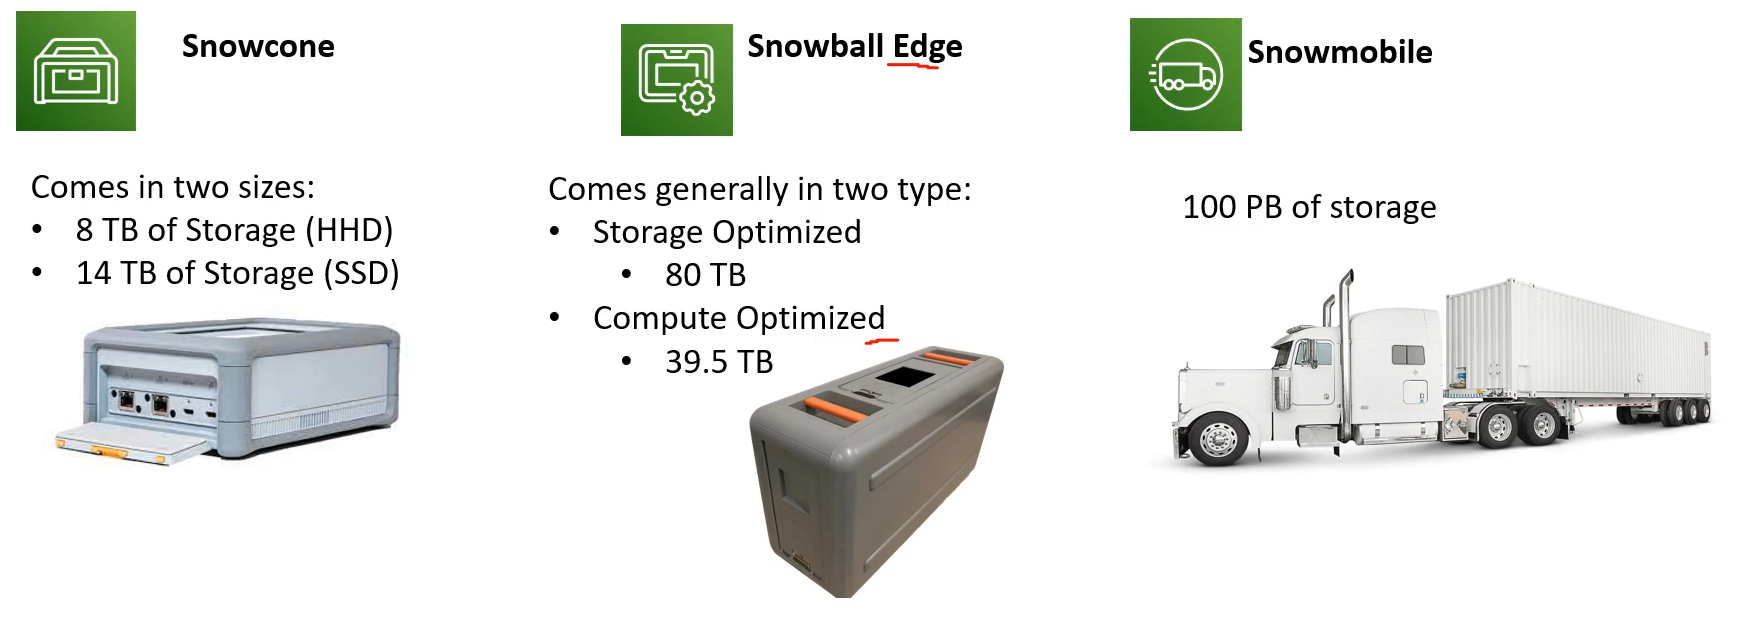 Snowcone
Comes in two sizes:
• 8 TB of Storage (HHD)
• 14 TB of Storage (SSD)
Snowball Edge
Comes generally in two type:
• Storage Optimized
• 80 TB
• Compute Optimized
• 39.5 TB
Snowmobile
100 PB of storage